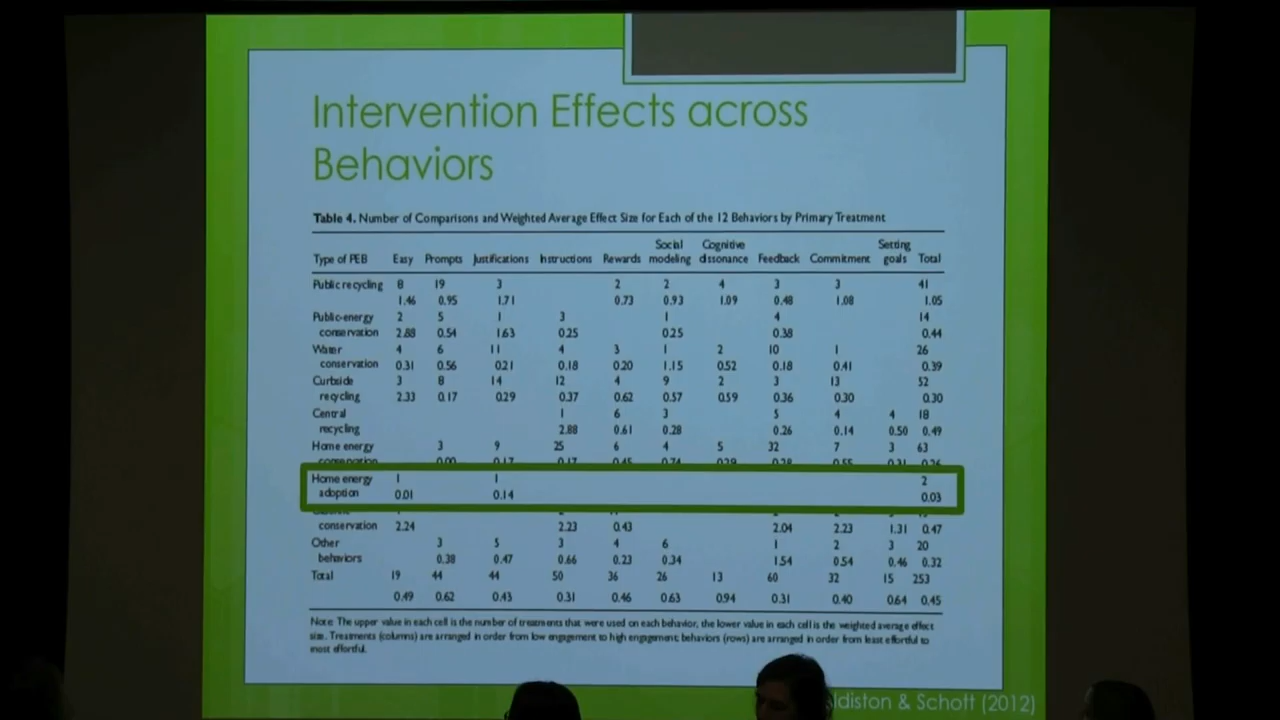 Intervention Effects across
Behaviors
Table 4. Number of Comparisons and Weighted Average Effect Size for Each of the 12 Behaviors by Primary Treatment
Type of PEB Easy Prompts Justifications Instructions Rewards Social modeling Cognitive dissonance Feedback Commitment Setting goals Total
Public recycling 8 19 3 2 2 4 3 3 41
1.46 0.95 1.71 0.73 0.93 1.09 0.48 1.08 1.05
Public-energy 2 5 1 3 1 4 14
conservation 2.88 0.54 1.63 0.25 0.25 0.38 0.44
Water 4 6 11 4 3 1 2 10 1 26
conservation 0.31 0.56 0.21 0.18 0.20 1.15 0.52 0.18 0.41 0.39
Curbside 3 8 14 12 4 9 2 3 13 52
recycling 2.33 0.17 0.29 0.37 0.62 0.57 0.59 0.36 0.30 0.30
Central 1 6 3 5 4 4 18
recycling 2.88 0.61 0.28 0.26 0.14 0.50 0.49
Home energy 3 9 25 6 4 5 32 7 3 63
Home energy 1 1 2
adoption 0.01 0.14 0.03
conservation 2.24 2.23 0.43 2.04 2.23 1.31 0.47
Other 3 5 3 4 6 1 2 3 20
behaviors 0.38 0.47 0.66 0.23 0.34 1.54 0.54 0.46 0.32
Total 19 44 44 50 36 26 13 60 32 15 253
0.49 0.62 0.43 0.31 0.46 0.63 0.94 0.31 0.40 0.64 0.45
Note: The upper value in each cell is the number of treatments that were used on each behavior; the lower value in each cell is the weighted average effect
size. Treatments (columns) are arranged in order from low engagement to high engagement; behaviors (rows) are arranged in order from least effortful to
most effortful.
& Schott (2012)